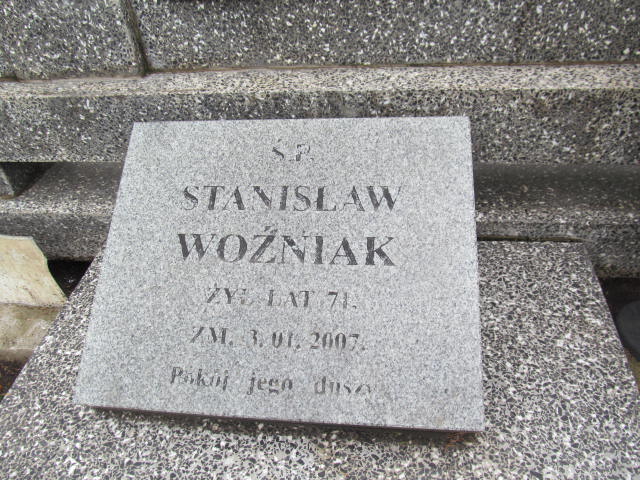 Ś.P.
STANISŁAW
WOŹNIAK
ŻYŁ LAT 71.
ZM. 3.01.2007.
Pokój jego duszy